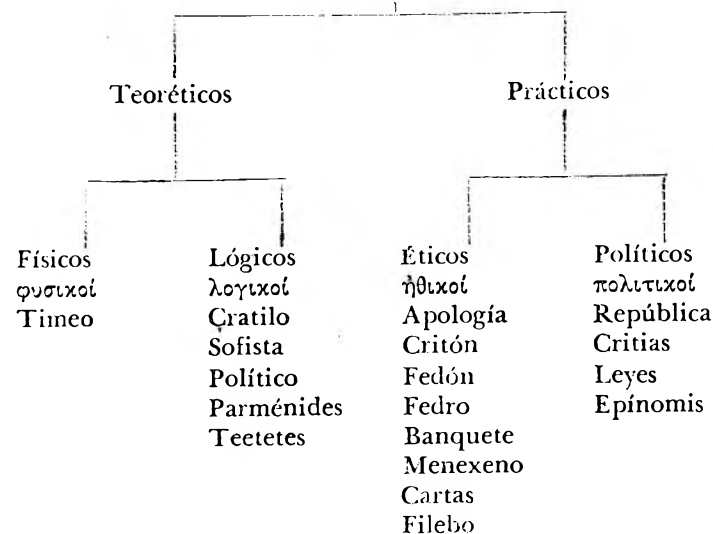 Teoréticos
Prácticos
Físicos
φυσικοί
Timeo
Lógicos
λογικοί
Cratilo
Sofista
Político
Parménides
Teetetes
Éticos
ἠθικοί
Apología
Critón
Fedón
Fedro
Banquete
Menexeno
Cartas
Filebo
Políticos
πολιτικοί
República
Critias
Leyes
Epínomis